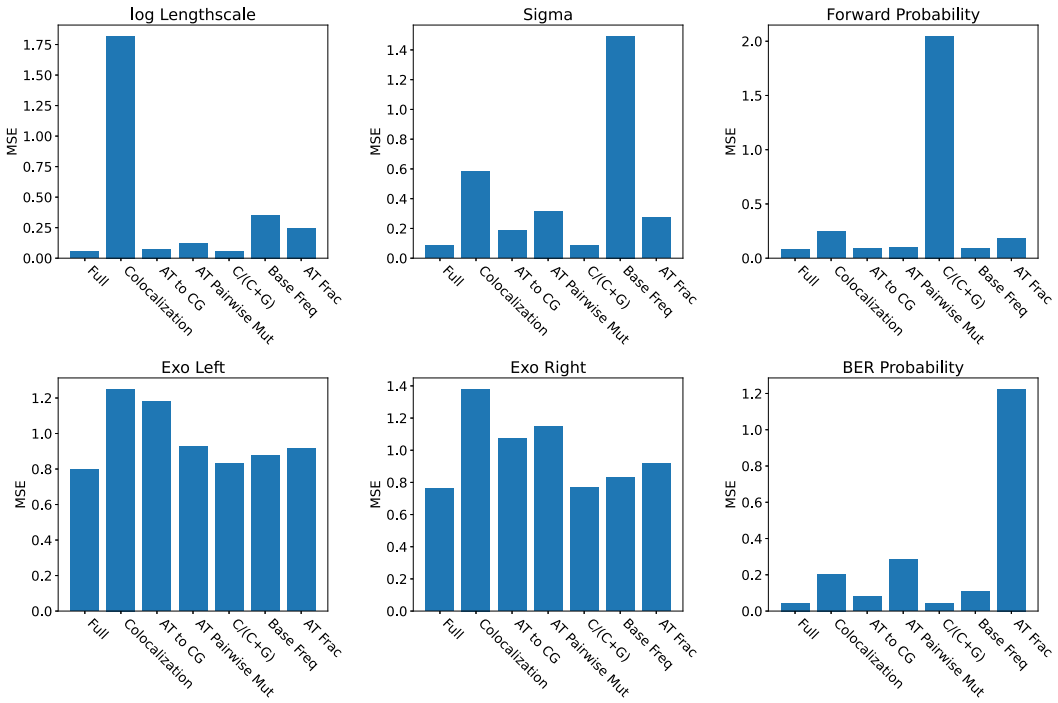 log Lengthscale
MSE
1.75
1.50
1.25
1.00
0.75
0.50
0.25
0.00
Full
Colocalization
AT to CG
AT Pairwise Mut
C/(C+G)
Base Freq
AT Frac
Sigma
MSE
1.4
1.2
1.0
0.8
0.6
0.4
0.2
0.0
Full
Colocalization
AT to CG
AT Pairwise Mut
C/(C+G)
Base Freq
AT Frac
Forward Probability
MSE
2.0
1.5
1.0
0.5
0.0
Full
Colocalization
AT to CG
AT Pairwise Mut
C/(C+G)
Base Freq
AT Frac
Exo Left
MSE
1.2
1.0
0.8
0.6
0.4
0.2
0.0
Full
Colocalization
AT to CG
AT Pairwise Mut
C/(C+G)
Base Freq
AT Frac
Exo Right
MSE
1.4
1.2
1.0
0.8
0.6
0.4
0.2
0.0
Full
Colocalization
AT to CG
AT Pairwise Mut
C/(C+G)
Base Freq
AT Frac
BER Probability
MSE
1.2
1.0
0.8
0.6
0.4
0.2
0.0
Full
Colocalization
AT to CG
AT Pairwise Mut
C/(C+G)
Base Freq
AT Frac